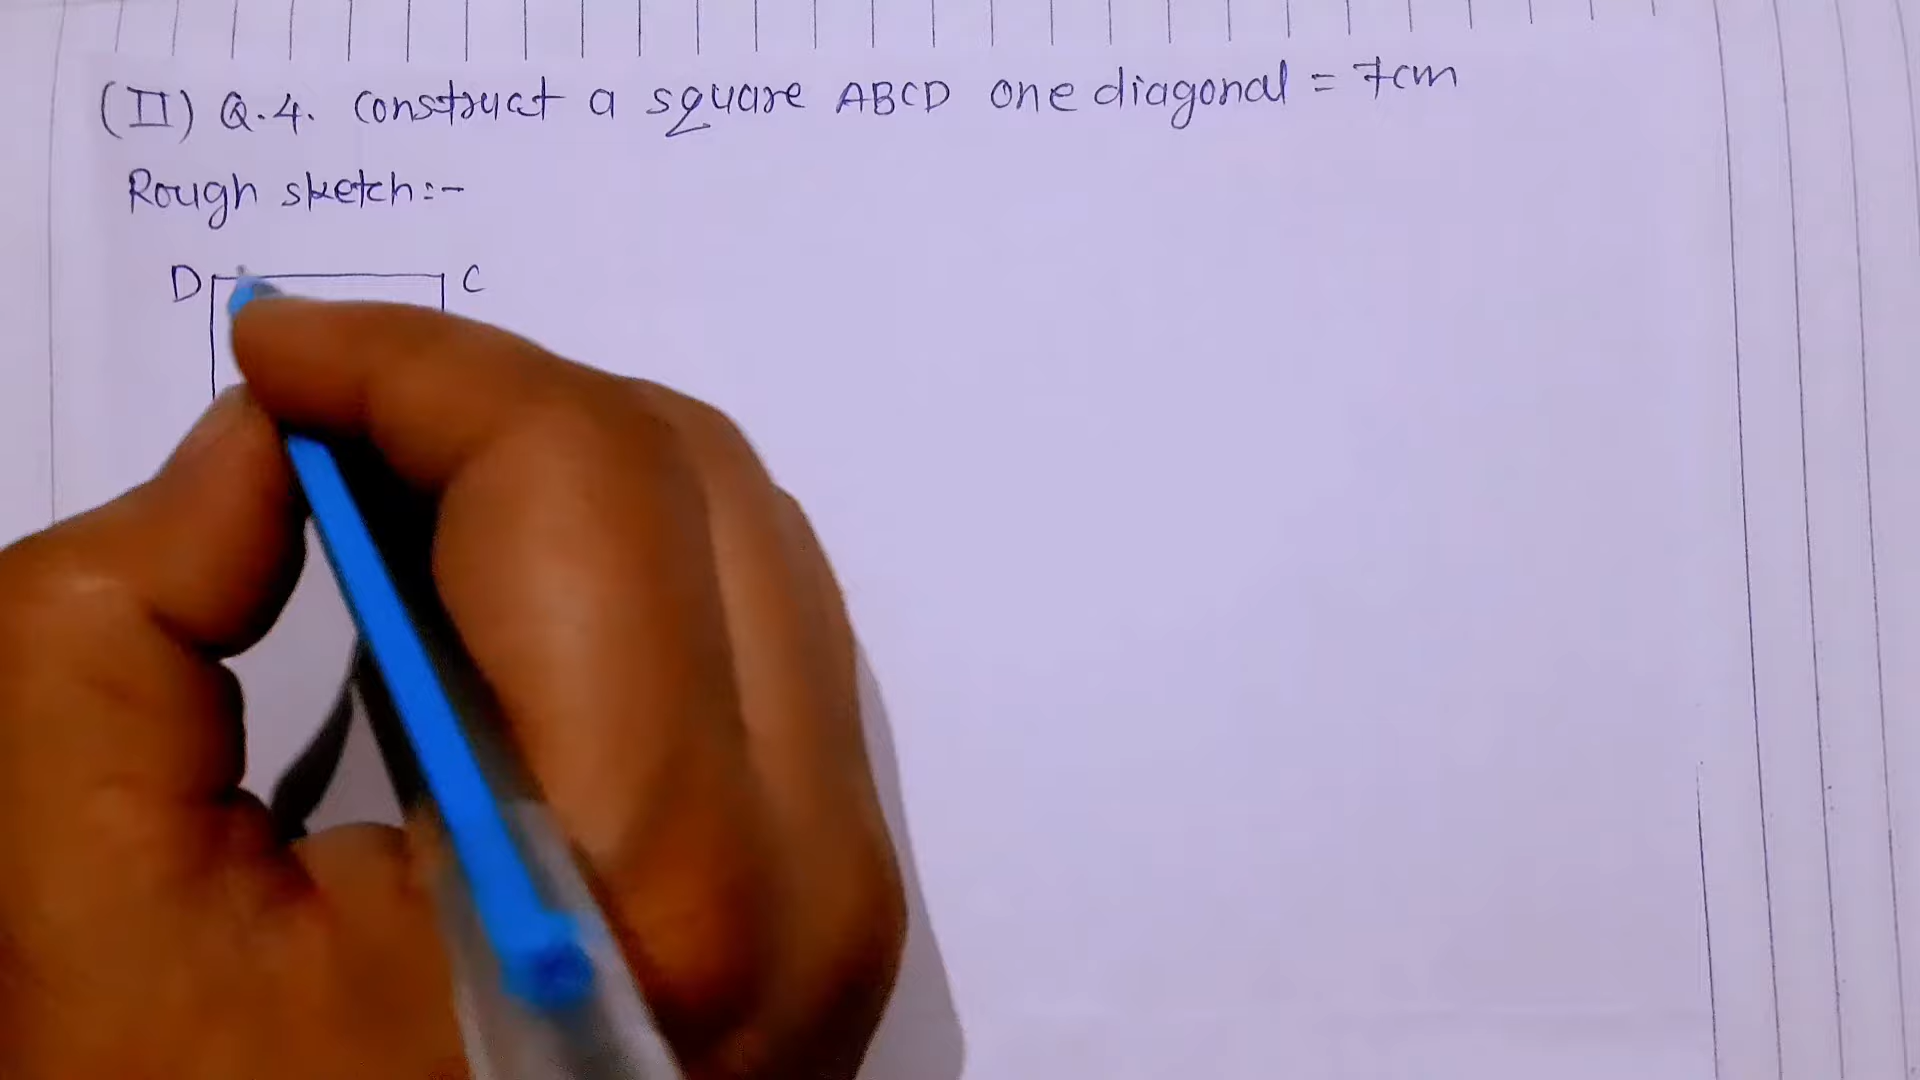 (II) Q.4. construct a square ABCD one diagonal = 7cm
Rough sketch:-
D C